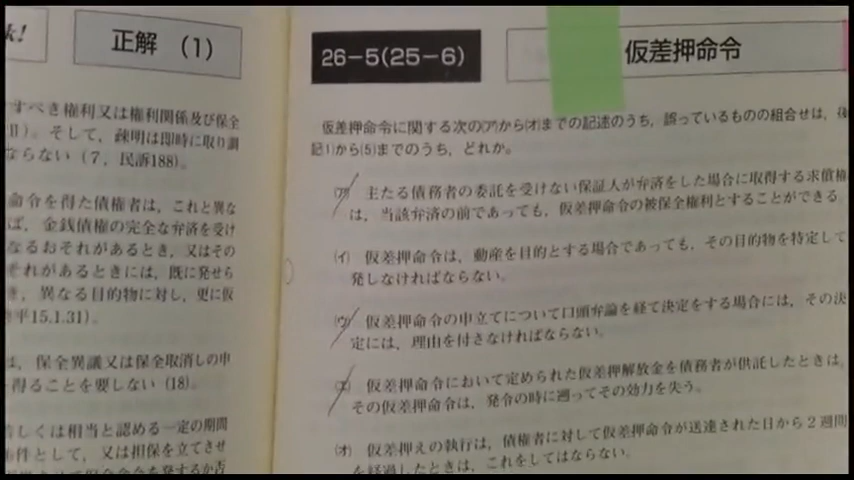 k!
正解 (1)
すべき権利又は権利関係及び保全
II)。そして，疎明は即時に取り調
ならない（7，民訴188）。
命令を得た債権者は，これと異な
ば，金銭債権の完全な弁済を受け
なるおそれがあるとき，又はその
それがあるときには，既に発せら
き，異なる目的物に対し，更に仮
平15.1.31）。
は，保全異議又は保全取消しの申
得ることを要しない（18）。
若しくは相当と認める一定の期間
件として，又は担保を立てさせ
26－5(25－6)
仮差押命令
仮差押命令に関する次の(ア)から(オ)までの記述のうち，誤っているものの組合せは，後
記(1)から(5)までのうち，どれか。
(ア) 主たる債務者の委託を受けない保証人が弁済をした場合に取得する求償権
は，当該弁済の前であっても，仮差押命令の被保全権利とすることができる。
(イ) 仮差押命令は，動産を目的とする場合であっても，その目的物を特定して
発しなければならない。
(ウ) 仮差押命令の申立てについて口頭弁論を経て決定をする場合には，その決
定には，理由を付さなければならない。
(エ) 仮差押命令において定められた仮差押解放金を債務者が供託したときは，
その仮差押命令は，発令の時に遡ってその効力を失う。
(オ) 仮差押えの執行は，債権者に対して仮差押命令が送達された日から2週間
を経過したときは，これをしてはならない。